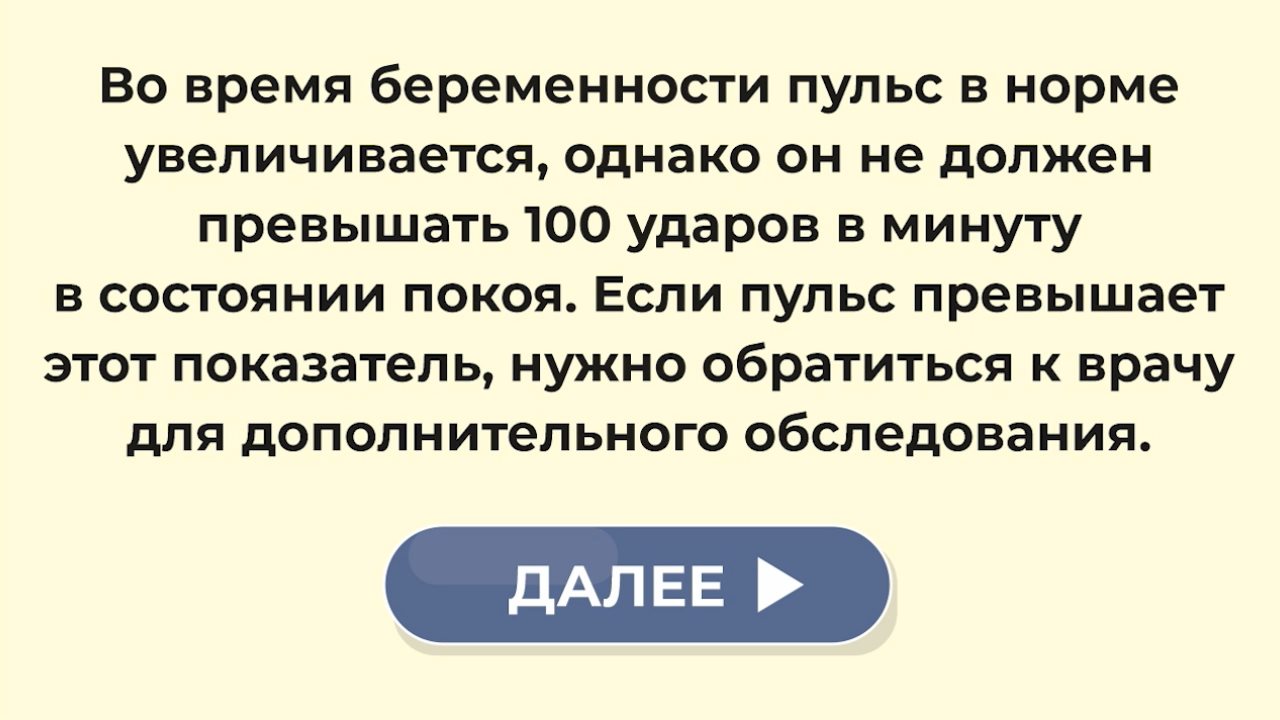 Во время беременности пульс в норме
увеличивается, однако он не должен
превышать 100 ударов в минуту
в состоянии покоя. Если пульс превышает
этот показатель, нужно обратиться к врачу
для дополнительного обследования.
ДАЛЕЕ